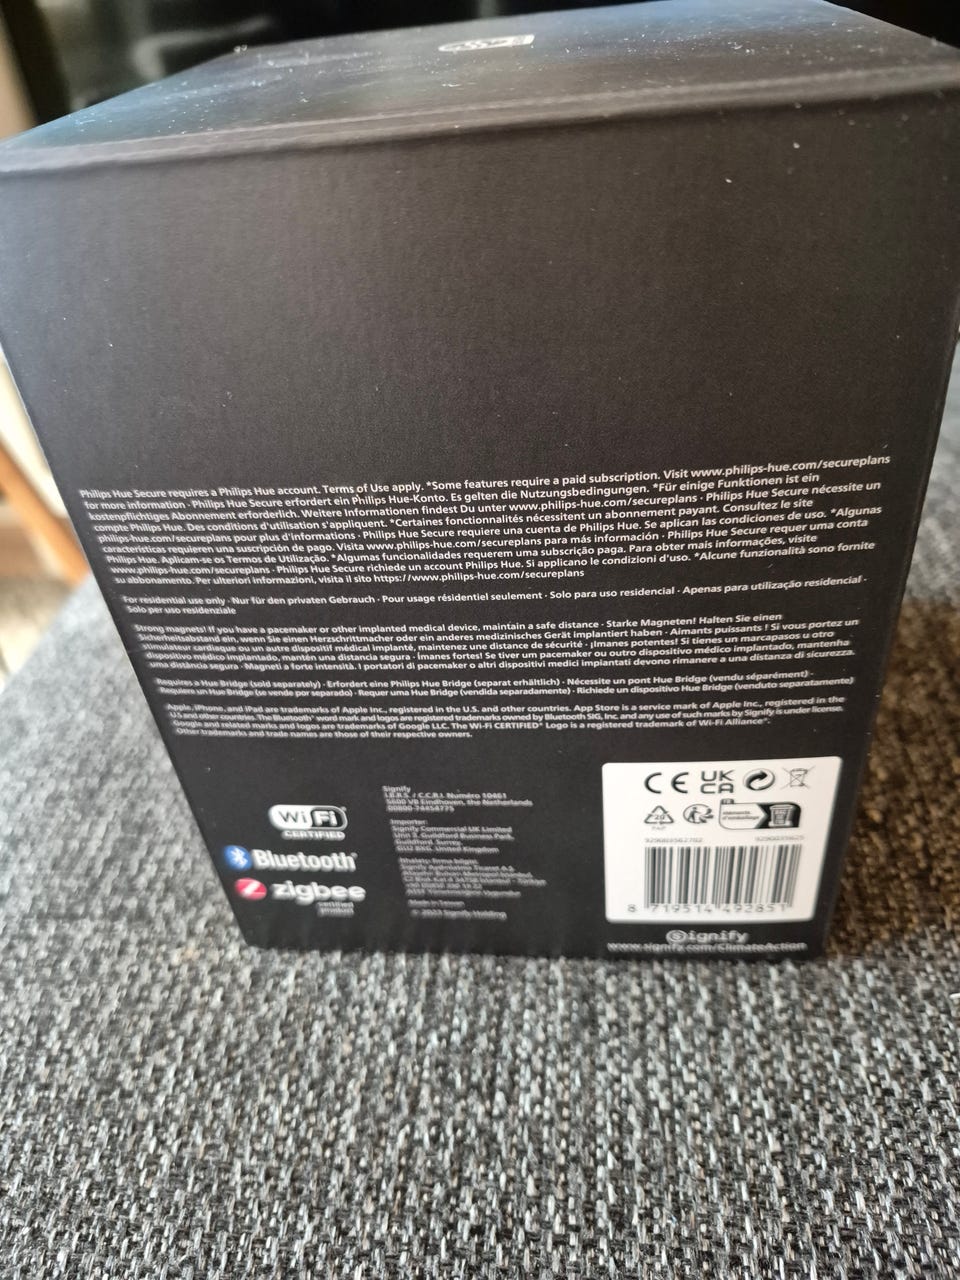 Philips Hue Secure requires a Philips Hue account. Terms of Use apply. *Some features require a paid subscription. Visit www.philips-hue.com/secureplans
for more information · Philips Hue Secure erfordert ein Philips Hue-Konto. Es gelten die Nutzungsbedingungen. *Für einige Funktionen ist ein
kostenpflichtiges Abonnement erforderlich. Weitere Informationen findest Du unter www.philips-hue.com/secureplans · Philips Hue Secure nécessite un
compte Philips Hue. Des conditions d'utilisation s'appliquent. *Certaines fonctionnalités nécessitent un abonnement payant. Consultez le site
philips-hue.com/secureplans pour plus d'informations · Philips Hue Secure requiere una cuenta de Philips Hue. Se aplican las condiciones de uso. *Algunas
características requieren una suscripción de pago. Visita www.philips-hue.com/secureplans para más información · Philips Hue Secure requer uma conta
Philips Hue. Aplicam-se os Termos de Utilização. *Algumas funcionalidades requerem uma subscrição paga. Para obter mais informações, visite
www.philips-hue.com/secureplans · Philips Hue Secure richiede un account Philips Hue. Si applicano le condizioni d'uso. *Alcune funzionalità sono fornite
su abbonamento. Per ulteriori informazioni, visita il sito https://www.philips-hue.com/secureplans
For residential use only · Nur für den privaten Gebrauch · Pour usage résidentiel seulement · Solo para uso residencial · Apenas para utilização residencial ·
Solo per uso residenziale
Strong magnets! If you have a pacemaker or other implanted medical device, maintain a safe distance · Starke Magneten! Halten Sie einen
Sicherheitsabstand ein, wenn Sie einen Herzschrittmacher oder ein anderes medizinisches Gerät implantiert haben · Aimants puissants ! Si vous portez un
stimulateur cardiaque ou un autre dispositif médical implanté, maintenez une distance de sécurité · ¡Imanes potentes! Si tienes un marcapasos u otro
dispositivo médico implantado, mantén una distancia segura · Ímanes fortes! Se tiver um pacemaker ou outro dispositivo médico implantado, mantenha
uma distância segura · Magneti a forte intensità. I portatori di pacemaker o altri dispositivi medici impiantati devono rimanere a una distanza di sicurezza.
Requires a Hue Bridge (sold separately) · Erfordert eine Philips Hue Bridge (separat erhältlich) · Nécessite un pont Hue Bridge (vendu séparément) ·
Requiere un Hue Bridge (se vende por separado) · Requer uma Hue Bridge (vendida separadamente) · Richiede un dispositivo Hue Bridge (venduto separatamente)
Apple, iPhone, and iPad are trademarks of Apple Inc., registered in the U.S. and other countries. App Store is a service mark of Apple Inc., registered in the
U.S and other countries. The Bluetooth® word mark and logos are registered trademarks owned by Bluetooth SIG, Inc. and any use of such marks by Signify is under license.
Google and related marks and logos are trademarks of Google LLC. The Wi-Fi CERTIFIED® Logo is a registered trademark of Wi-Fi Alliance®.
Other trademarks and trade names are those of their respective owners.
Wi Fi
CERTIFIED
Bluetooth®
zigbee
certified
product
Signify
I.B.R.S. / C.C.R.I. Numéro 10461
5600 VB Eindhoven, the Netherlands
00800-74454775
Importer:
Signify Commercial UK Limited
Unit 3, Guildford Business Park,
Guildford, Surrey,
GU2 8XG, United Kingdom
Made in Taiwan
© 2023 Signify Holding
CE UK
CA
20
PAP
FR
8 719514 492851
Signify
www.signify.com/ClimateAction